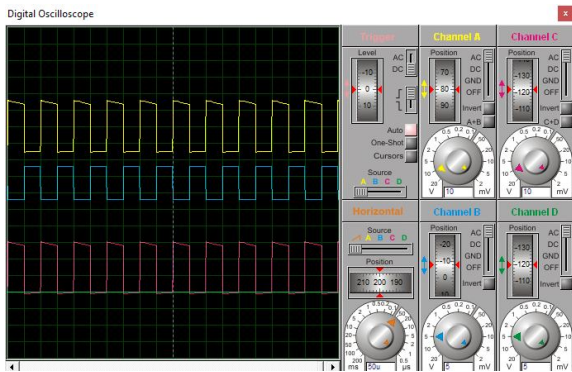 Digital Oscilloscope
x
Trigger
Level
AC
DC
-10
0
10
Auto
One-Shot
Cursors
Source
A B C D
Channel A
Position
AC
DC
GND
OFF
Invert
A+B
70
80
90
V
10
mV
Channel C
Position
AC
DC
GND
OFF
Invert
C+D
-130
-120
-110
V
10
mV
Horizontal
Source
A B C D
Position
210 200 190
ms
50u
µs
Channel B
Position
AC
DC
GND
OFF
Invert
-20
-10
0
V
5
mV
Channel D
Position
AC
DC
GND
OFF
Invert
-130
-120
-110
V
5
mV